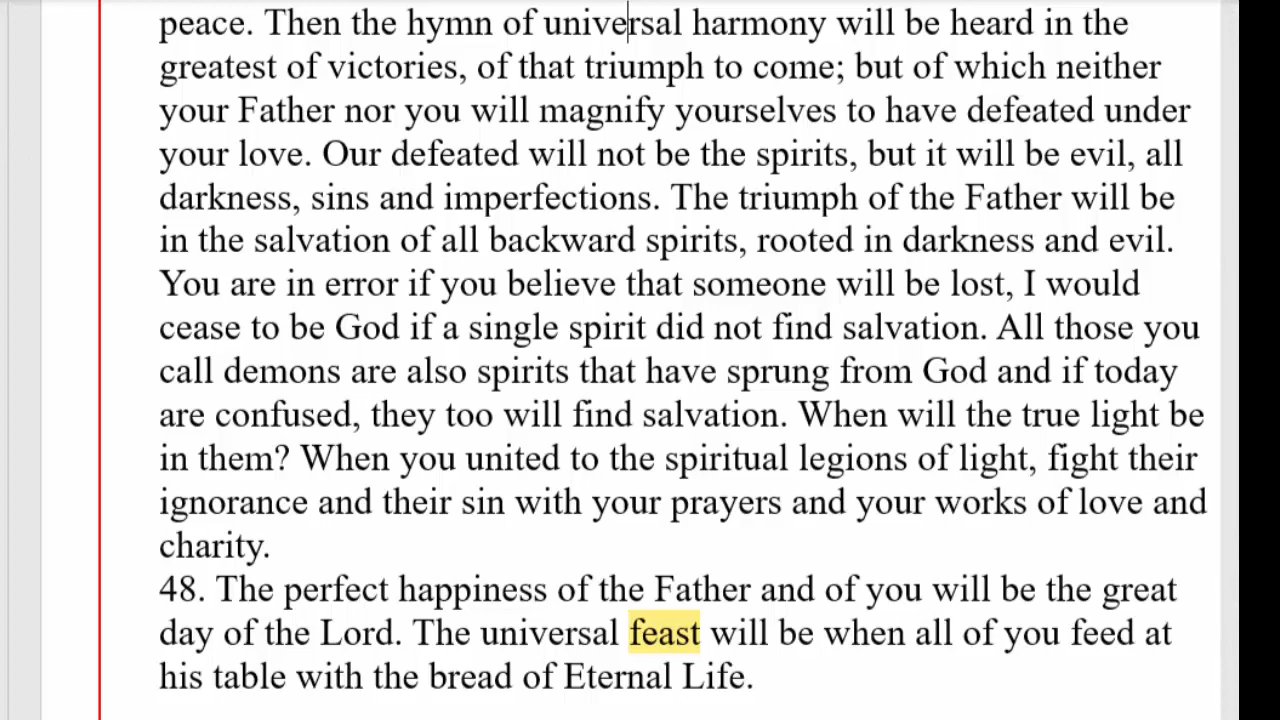 peace. Then the hymn of universal harmony will be heard in the
greatest of victories, of that triumph to come; but of which neither
your Father nor you will magnify yourselves to have defeated under
your love. Our defeated will not be the spirits, but it will be evil, all
darkness, sins and imperfections. The triumph of the Father will be
in the salvation of all backward spirits, rooted in darkness and evil.
You are in error if you believe that someone will be lost, I would
cease to be God if a single spirit did not find salvation. All those you
call demons are also spirits that have sprung from God and if today
are confused, they too will find salvation. When will the true light be
in them? When you united to the spiritual legions of light, fight their
ignorance and their sin with your prayers and your works of love and
charity.
48. The perfect happiness of the Father and of you will be the great
day of the Lord. The universal feast will be when all of you feed at
his table with the bread of Eternal Life.